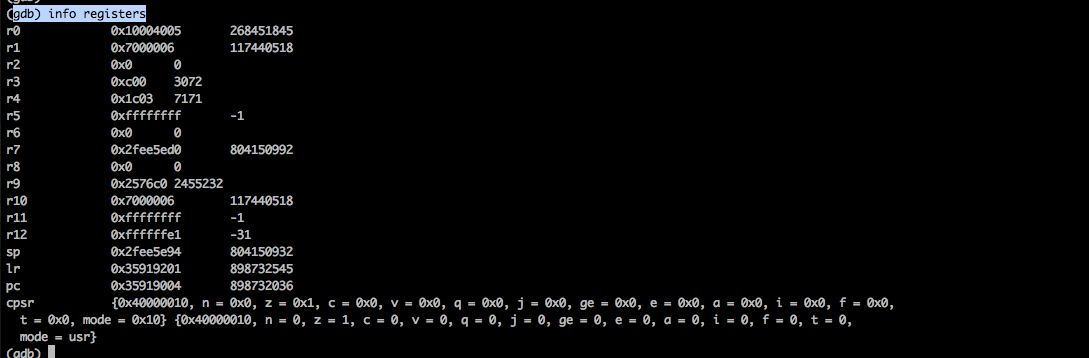 (gdb)
(gdb) info registers
r0 0x10004005 268451845
r1 0x7000006 117440518
r2 0x0 0
r3 0xc00 3072
r4 0x1c03 7171
r5 0xffffffff -1
r6 0x0 0
r7 0x2fee5ed0 804150992
r8 0x0 0
r9 0x2576c0 2455232
r10 0x7000006 117440518
r11 0xffffffff -1
r12 0xffffffe1 -31
sp 0x2fee5e94 804150932
lr 0x35919201 898732545
pc 0x35919004 898732036
cpsr {0x40000010, n = 0x0, z = 0x1, c = 0x0, v = 0x0, q = 0x0, j = 0x0, ge = 0x0, e = 0x0, a = 0x0, i = 0x0, f = 0x0,
t = 0x0, mode = 0x10} {0x40000010, n = 0, z = 1, c = 0, v = 0, q = 0, j = 0, ge = 0, e = 0, a = 0, i = 0, f = 0, t = 0,
mode = usr}
(gdb)